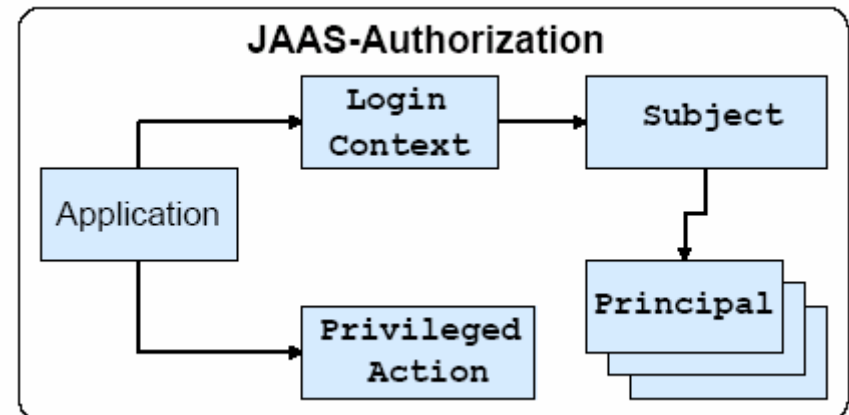 JAAS-Authorization
Login
Context
Subject
Application
Principal
Privileged
Action